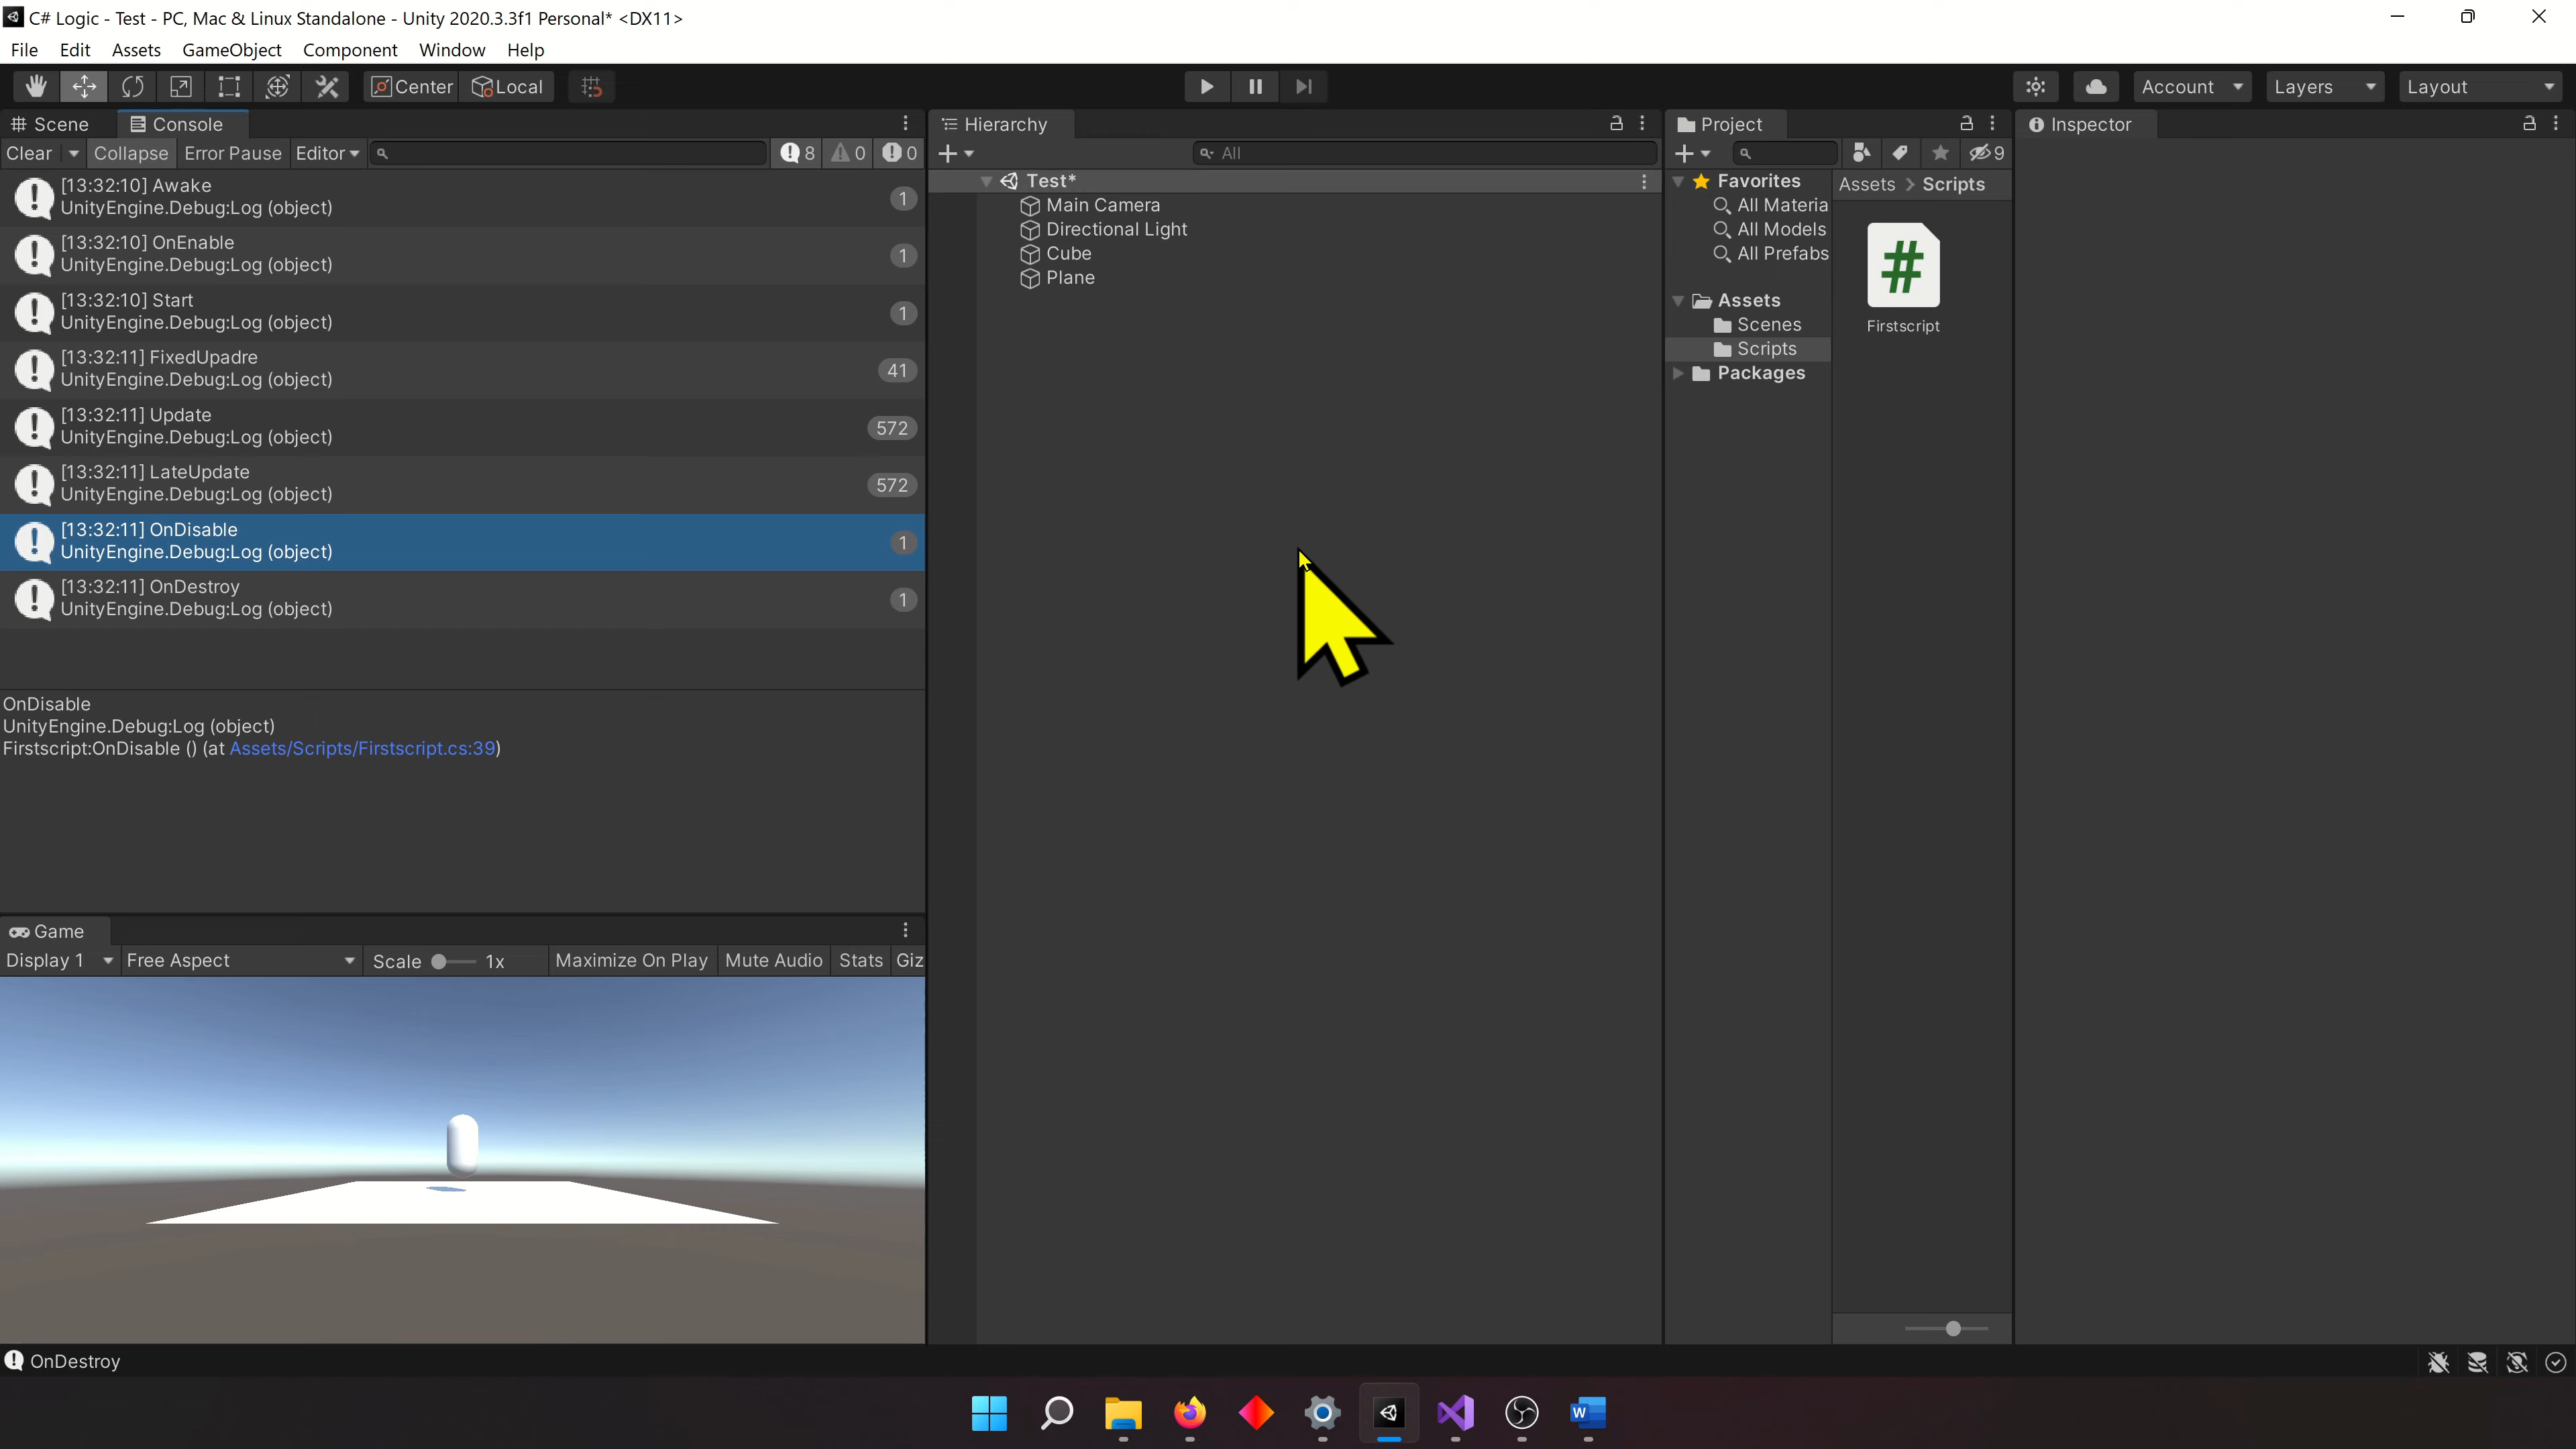 C# Logic - Test - PC, Mac & Linux Standalone - Unity 2020.3.3f1 Personal* <DX11>
File Edit Assets GameObject Component Window Help
Center Local Account Layers Layout
Scene Console
Clear Collapse Error Pause Editor 8 0 0
[13:32:10] Awake
UnityEngine.Debug:Log (object)
1
[13:32:10] OnEnable
UnityEngine.Debug:Log (object)
1
[13:32:10] Start
UnityEngine.Debug:Log (object)
1
[13:32:11] FixedUpadre
UnityEngine.Debug:Log (object)
41
[13:32:11] Update
UnityEngine.Debug:Log (object)
572
[13:32:11] LateUpdate
UnityEngine.Debug:Log (object)
572
[13:32:11] OnDisable
UnityEngine.Debug:Log (object)
1
[13:32:11] OnDestroy
UnityEngine.Debug:Log (object)
1
OnDisable
UnityEngine.Debug:Log (object)
Firstscript:OnDisable () (at Assets/Scripts/Firstscript.cs:39)
Game
Display 1 Free Aspect Scale 1x Maximize On Play Mute Audio Stats Giz
OnDestroy
Hierarchy
All
Test*
Main Camera
Directional Light
Cube
Plane
Project
9
Favorites
All Materia
All Models
All Prefabs
Assets
Scenes
Scripts
Packages
Assets > Scripts
#
Firstscript
Inspector
W